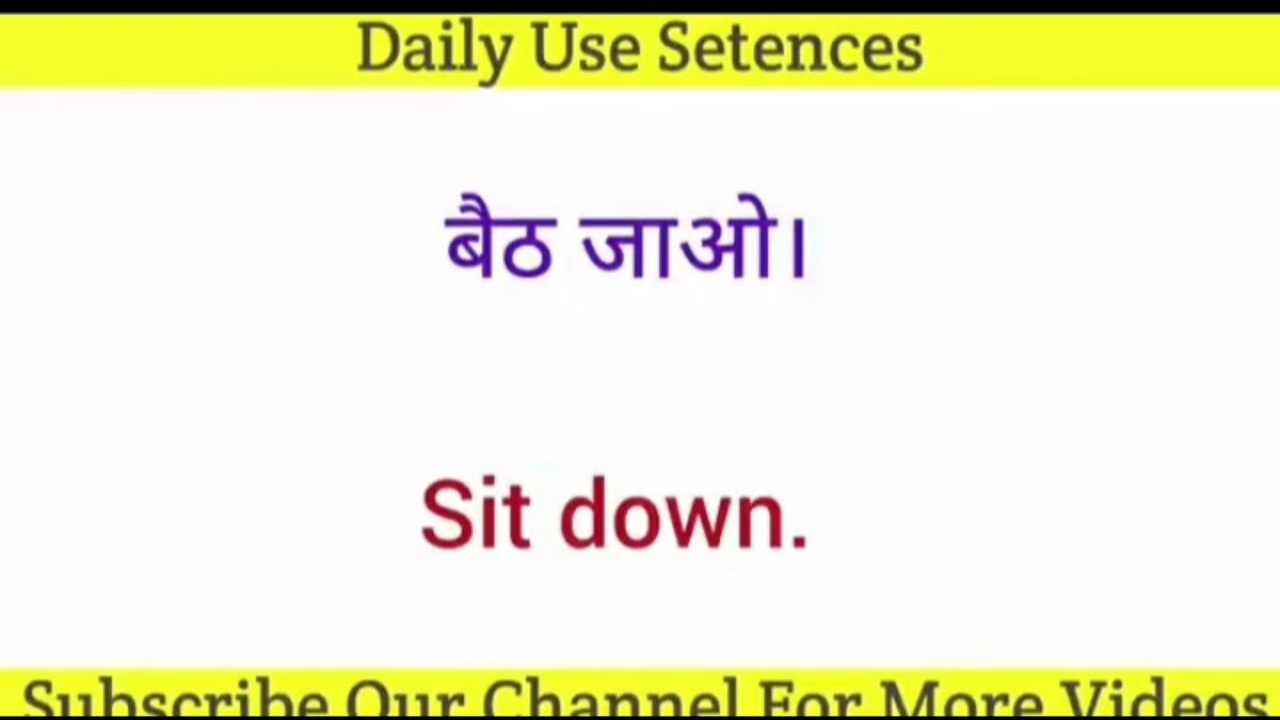 Daily Use Setences
बैठ जाओ।
Sit down.
Subscribe Our Channel For More Videos